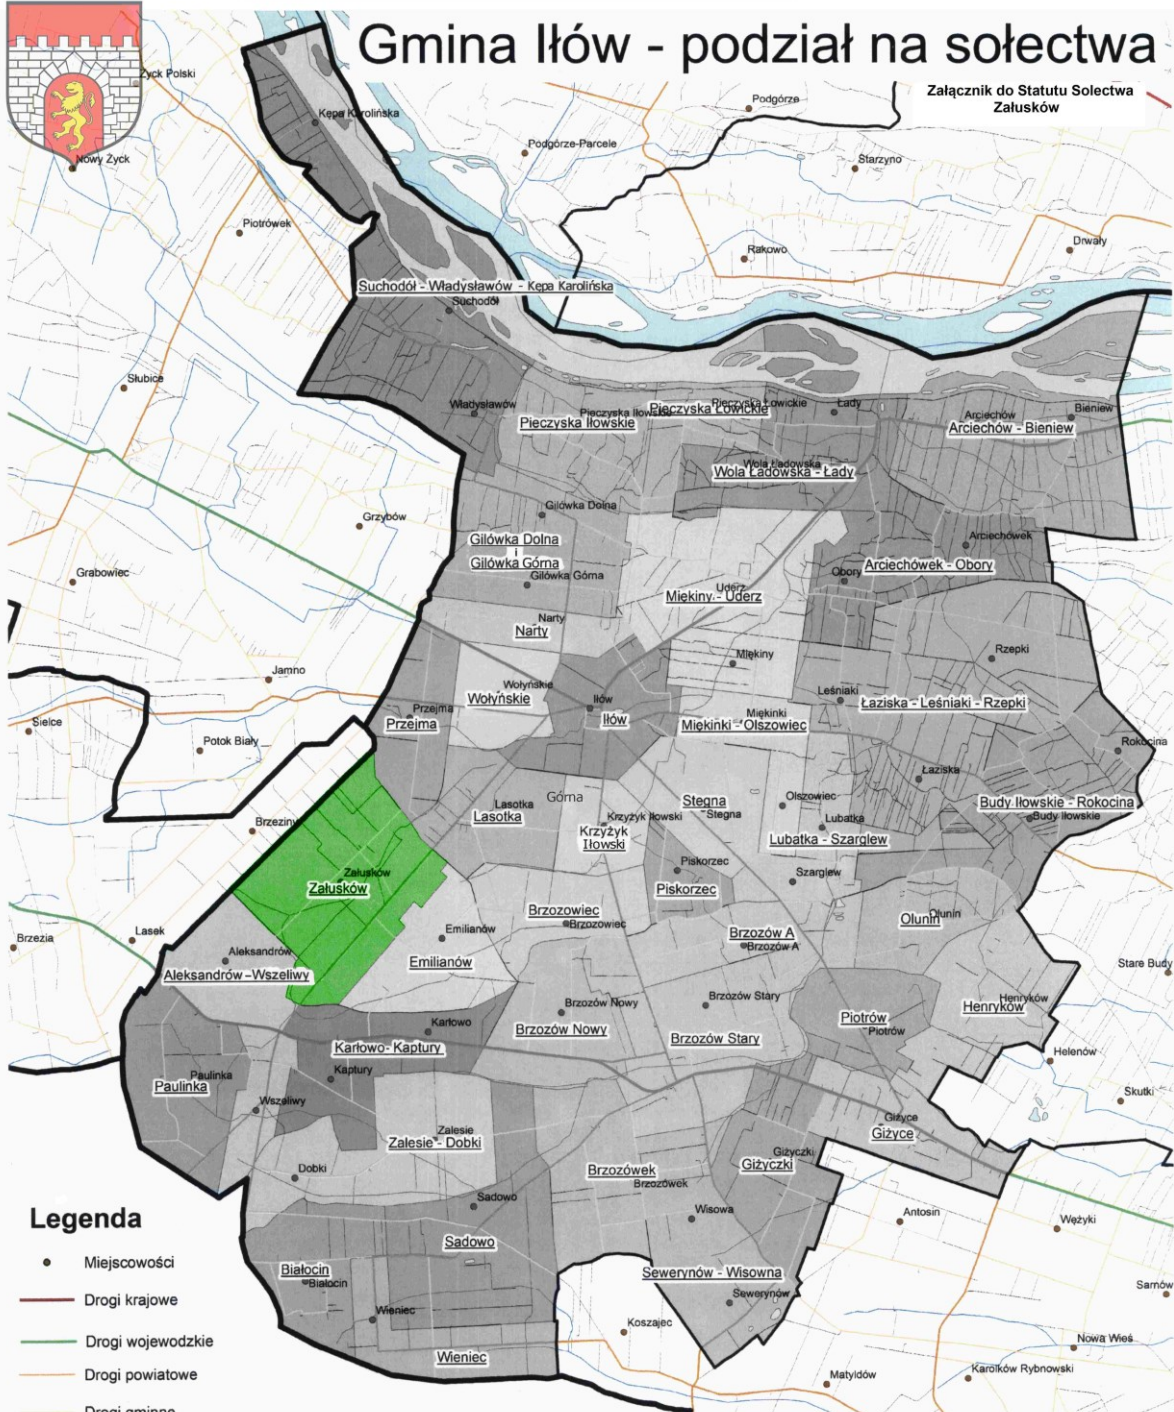 Gmina Iłów - podział na sołectwa
Załącznik do Statutu Solectwa
Załusków
Życk Polski
Nowy Życk
Kępa Karolińska
Podgórze
Podgórze-Parcele
Starzyno
Piotrówek
Rakowo
Drwały
Suchodół - Władysławów - Kępa Karolińska
Suchodół
Słubice
Władysławów
Pieczyska Iłowskie
Pieczyska Iłowskie
Pieczyska Łowickie
Pieczyska Łowickie
Łady
Arciechów
Bieniew
Arciechów - Bieniew
Wola Ładowska
Wola Ładowska - Łady
Gilówka Dolna
Grzybów
Gilówka Dolna
i
Gilówka Górna
Gilówka Górna
Arciechówek
Arciechówek - Obory
Obory
Grabowiec
Uderz
Miękiny - Uderz
Narty
Narty
Miękiny
Rzepki
Jamno
Wołyńskie
Wołyńskie
Leśniaki
Łaziska - Leśniaki - Rzepki
Iłów
Iłów
Przejma
Przejma
Miękinki
Miękinki - Olszowiec
Sielce
Potok Biały
Rokocina
Łaziska
Górna
Stegna
Stegna
Olszowiec
Budy Iłowskie - Rokocina
Budy Iłowskie
Lasotka
Lasotka
Krzyżyk Iłowski
Krzyżyk
Iłowski
Lubatka
Lubatka - Szarglew
Brzeziny
Załusków
Załusków
Piskorzec
Piskorzec
Szarglew
Brzozowiec
Brzozowiec
Olunin
Olunin
Emilianów
Emilianów
Brzozów A
Brzozów A
Lasek
Brzezia
Aleksandrów
Aleksandrów - Wszeliwy
Stare Budy
Brzozów Nowy
Brzozów Nowy
Brzozów Stary
Brzozów Stary
Henryków
Henryków
Piotrów
Piotrów
Karłowo
Karłowo - Kaptury
Kaptury
Helenów
Paulinka
Paulinka
Wszeliwy
Skutki
Zalesie
Zalesie - Dobki
Giżyce
Giżyce
Giżyczki
Giżyczki
Dobki
Brzozówek
Brzozówek
Sadowo
Sadowo
Wisowa
Antosin
Wężyki
Białocin
Białocin
Sewerynów - Wisowna
Sewerynów
Sarnów
Wieniec
Wieniec
Koszajec
Nowa Wieś
Matyldów
Karolków Rybnowski
Legenda
Miejscowości
Drogi krajowe
Drogi wojewodzkie
Drogi powiatowe
Drogi gminne